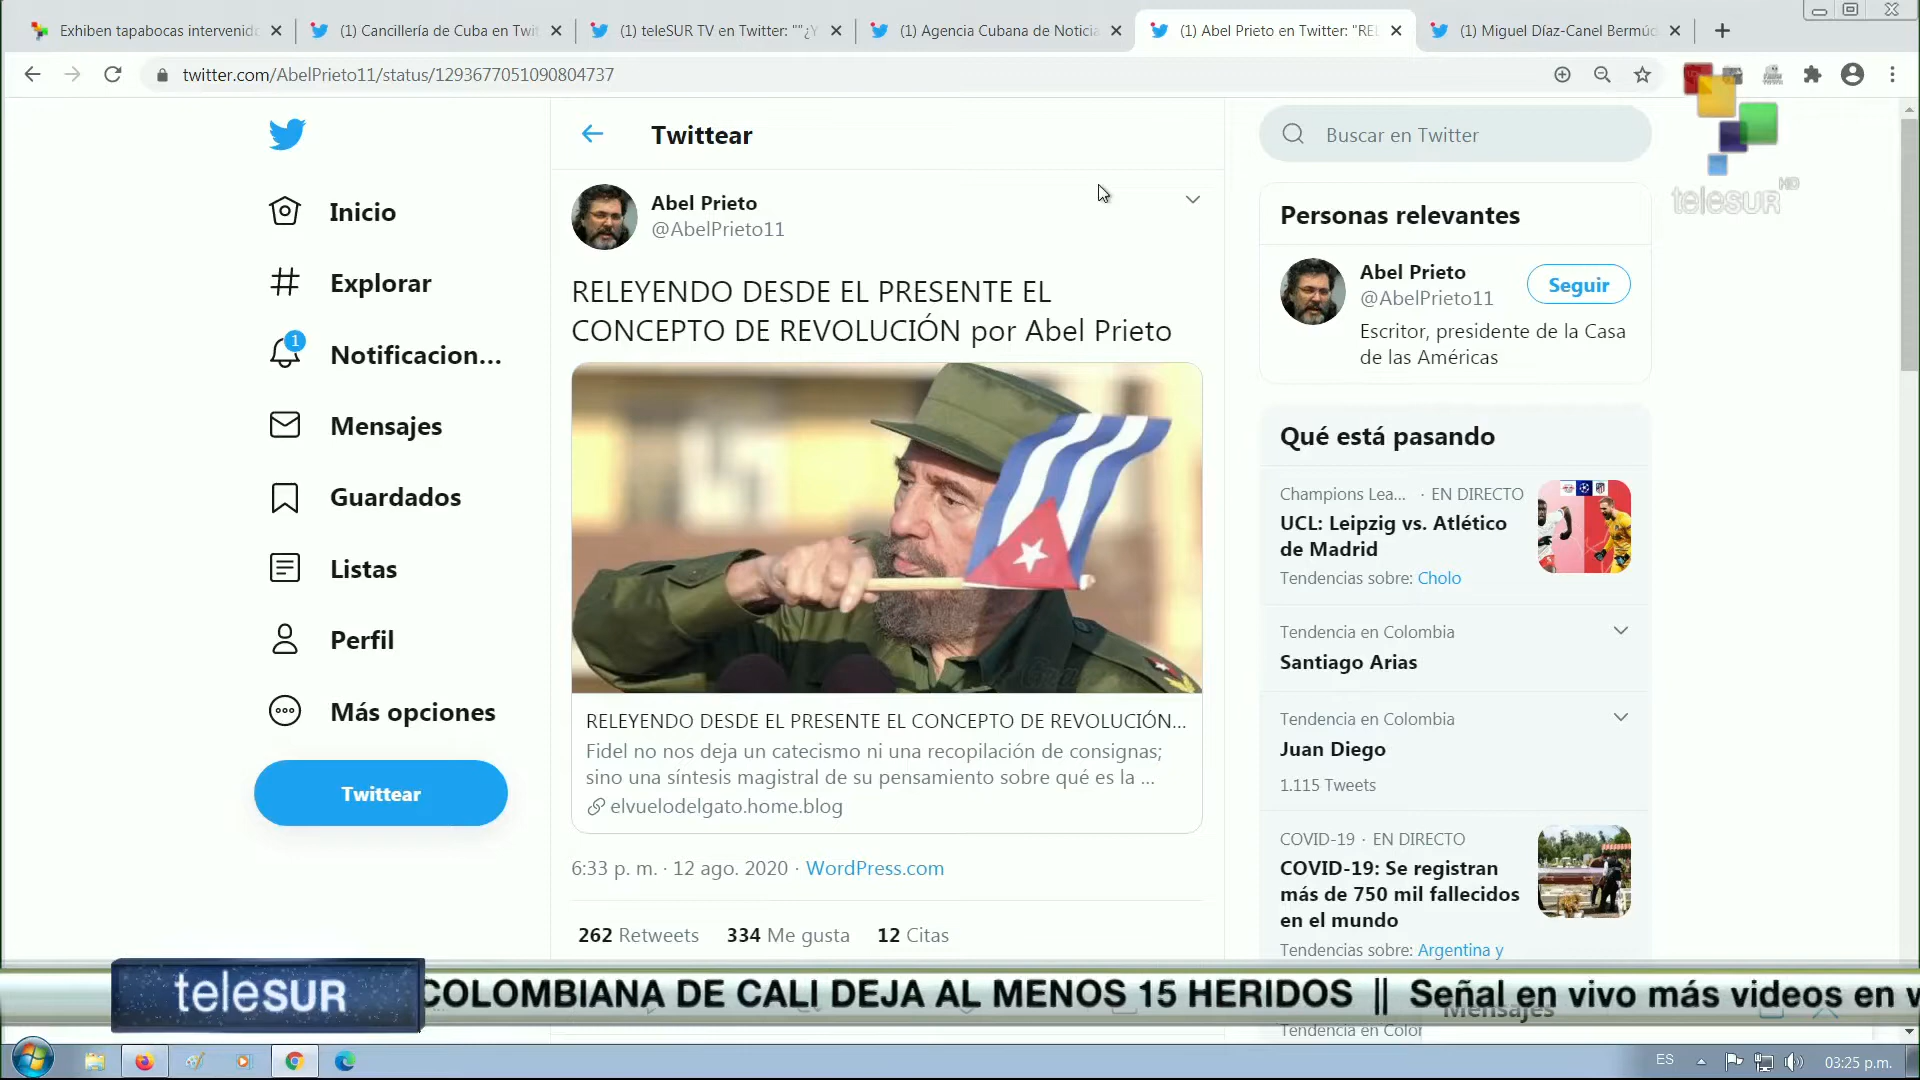 Exhiben tapabocas intervenido
(1) Cancillería de Cuba en Twit
(1) teleSUR TV en Twitter: "“¿Y
(1) Agencia Cubana de Noticia
(1) Abel Prieto en Twitter: "REL
(1) Miguel Díaz-Canel Bermúd
twitter.com/AbelPrieto11/status/1293677051090804737
teleSUR HD
Inicio
Explorar
1
Notificacion...
Mensajes
Guardados
Listas
Perfil
Más opciones
Twittear
Twittear
Abel Prieto
@AbelPrieto11
RELEYENDO DESDE EL PRESENTE EL
CONCEPTO DE REVOLUCIÓN por Abel Prieto
RELEYENDO DESDE EL PRESENTE EL CONCEPTO DE REVOLUCIÓN...
Fidel no nos deja un catecismo ni una recopilación de consignas;
sino una síntesis magistral de su pensamiento sobre qué es la ...
elvuelodelgato.home.blog
6:33 p. m. · 12 ago. 2020 · WordPress.com
262 Retweets 334 Me gusta 12 Citas
Buscar en Twitter
Personas relevantes
Abel Prieto
@AbelPrieto11
Seguir
Escritor, presidente de la Casa
de las Américas
Qué está pasando
Champions Lea... · EN DIRECTO
UCL: Leipzig vs. Atlético
de Madrid
Tendencias sobre: Cholo
Tendencia en Colombia
Santiago Arias
Tendencia en Colombia
Juan Diego
1.115 Tweets
COVID-19 · EN DIRECTO
COVID-19: Se registran
más de 750 mil fallecidos
en el mundo
Tendencias sobre: Argentina y
Mensajes
Tendencia en Color
teleSUR
COLOMBIANA DE CALI DEJA AL MENOS 15 HERIDOS || Señal en vivo más videos en v
ES
03:25 p.m.